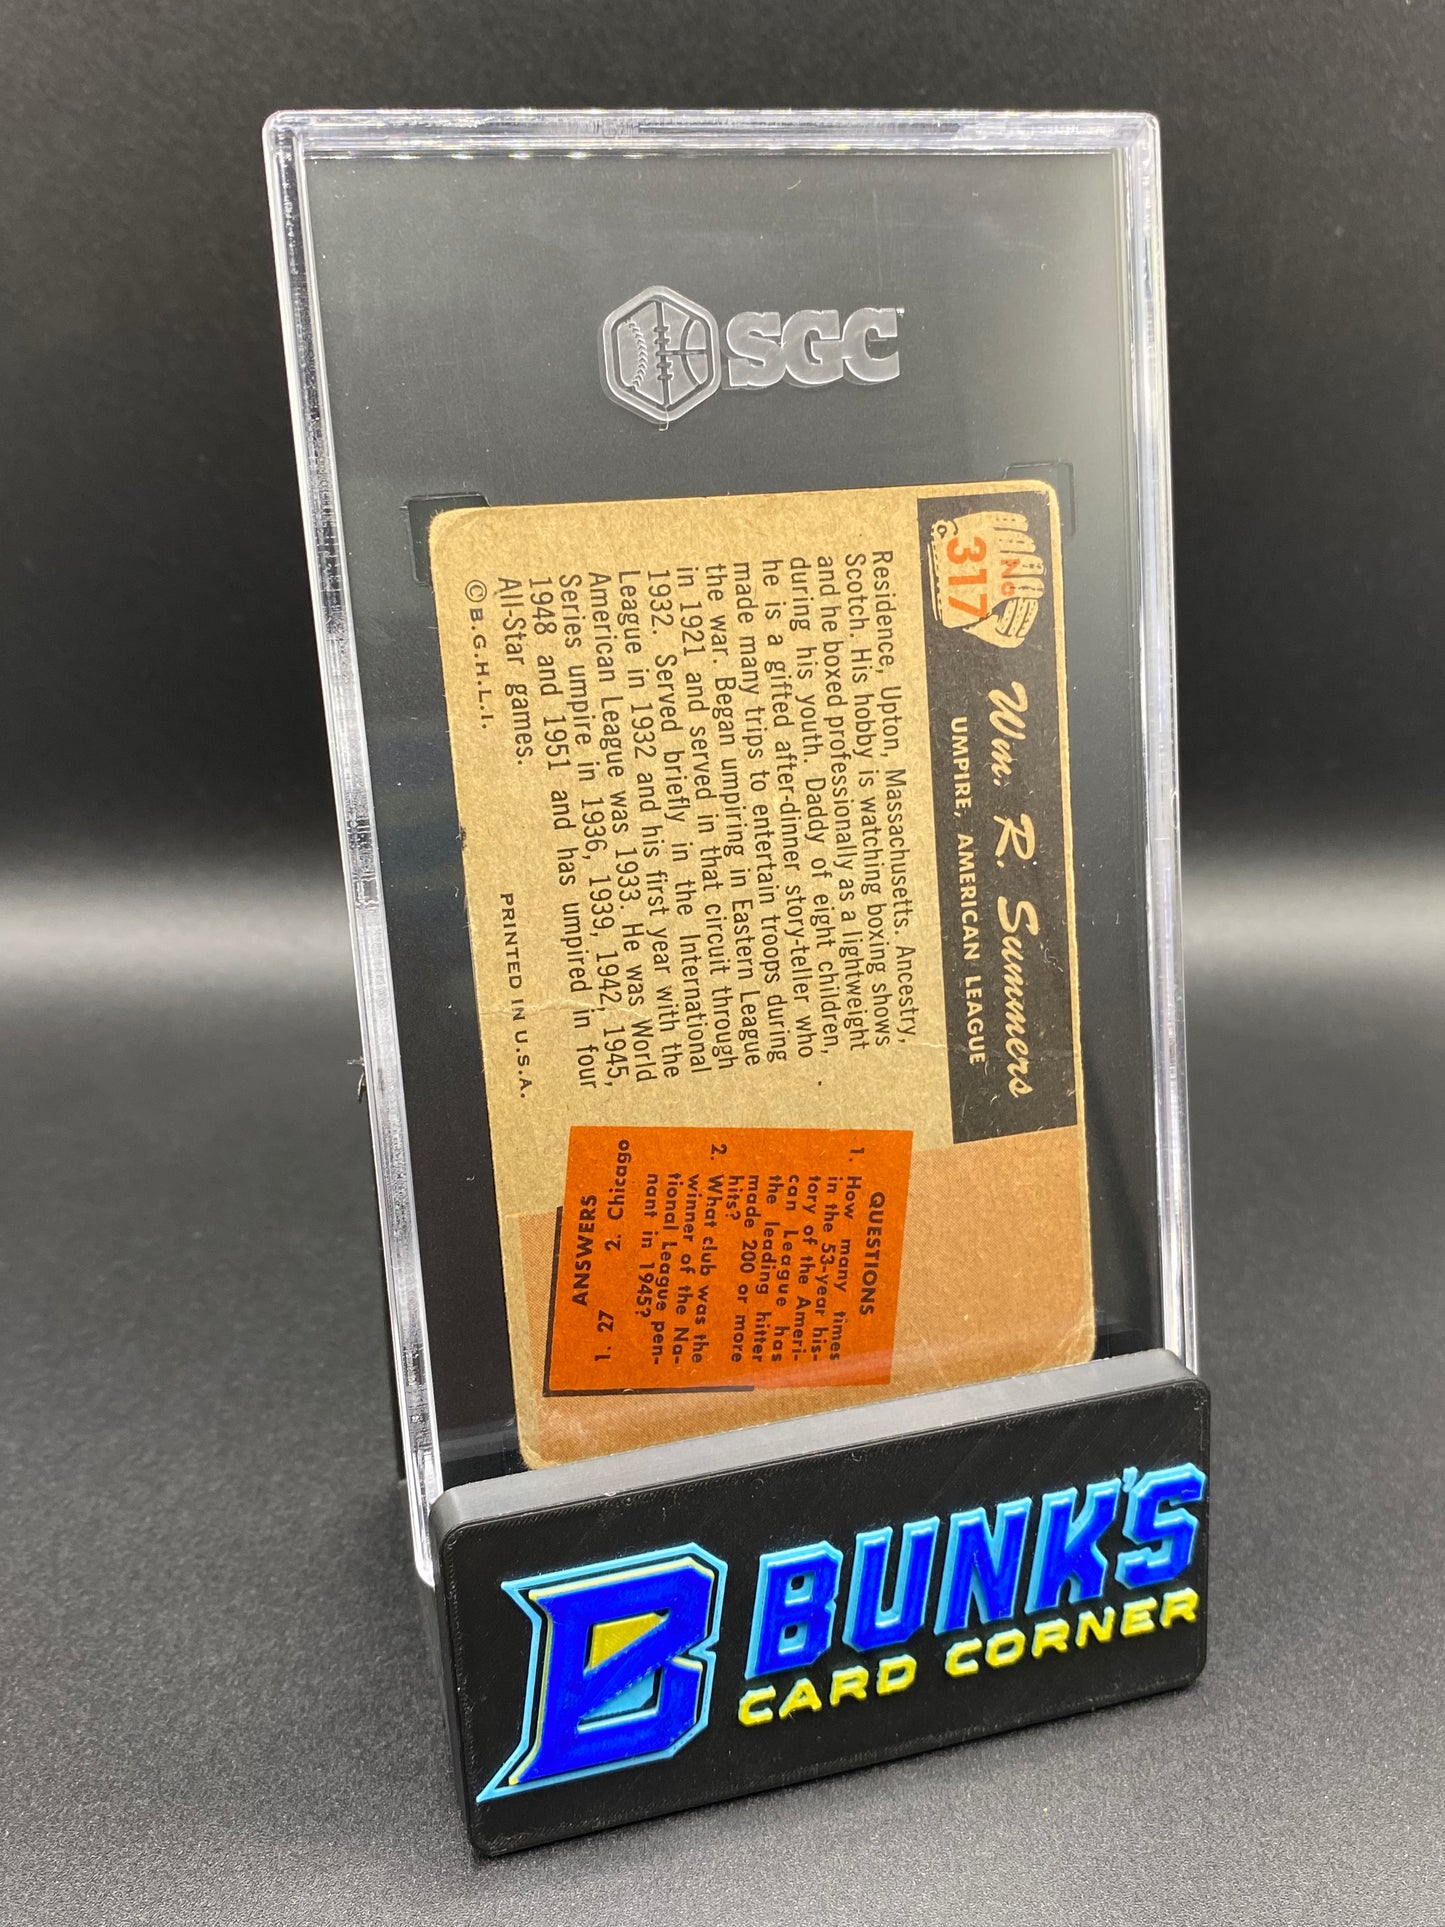 SGC
No
317
Wm. R. Summers
UMPIRE, AMERICAN LEAGUE
Residence, Upton, Massachusetts. Ancestry,
Scotch. His hobby is watching boxing shows
and he boxed professionally as a lightweight
during his youth. Daddy of eight children,
he is a gifted after-dinner story-teller who
made many trips to entertain troops during
the war. Began umpiring in Eastern League
in 1921 and served in that circuit through
1932. Served briefly in the International
League in 1932 and his first year with the
American League was 1933. He was World
Series umpire in 1936, 1939, 1942, 1945,
1948 and 1951 and has umpired in four
All-Star games.
©B.G.H.L.I.
PRINTED IN U.S.A.
QUESTIONS
1. How many times
in the 53-year his-
tory of the Ameri-
can League has
the leading hitter
made 200 or more
hits?
2. What club was the
winner of the Na-
tional League pen-
nant in 1945?
ANSWERS
1. 27 2. Chicago
B BUNK'S
CARD CORNER